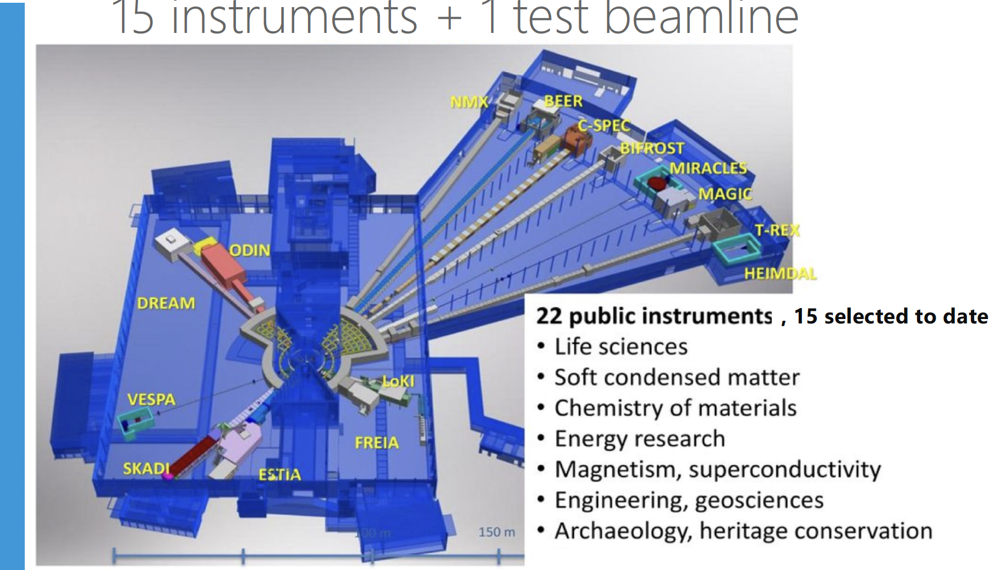 15 instruments + 1 test beamline
NMX
BEER
C-SPEC
BIFROST
MIRACLES
MAGIC
T-REX
HEIMDAL
ODIN
DREAM
VESPA
SKADI
ESTIA
FREIA
LoKI
100 m
150 m
22 public instruments , 15 selected to date
• Life sciences
• Soft condensed matter
• Chemistry of materials
• Energy research
• Magnetism, superconductivity
• Engineering, geosciences
• Archaeology, heritage conservation